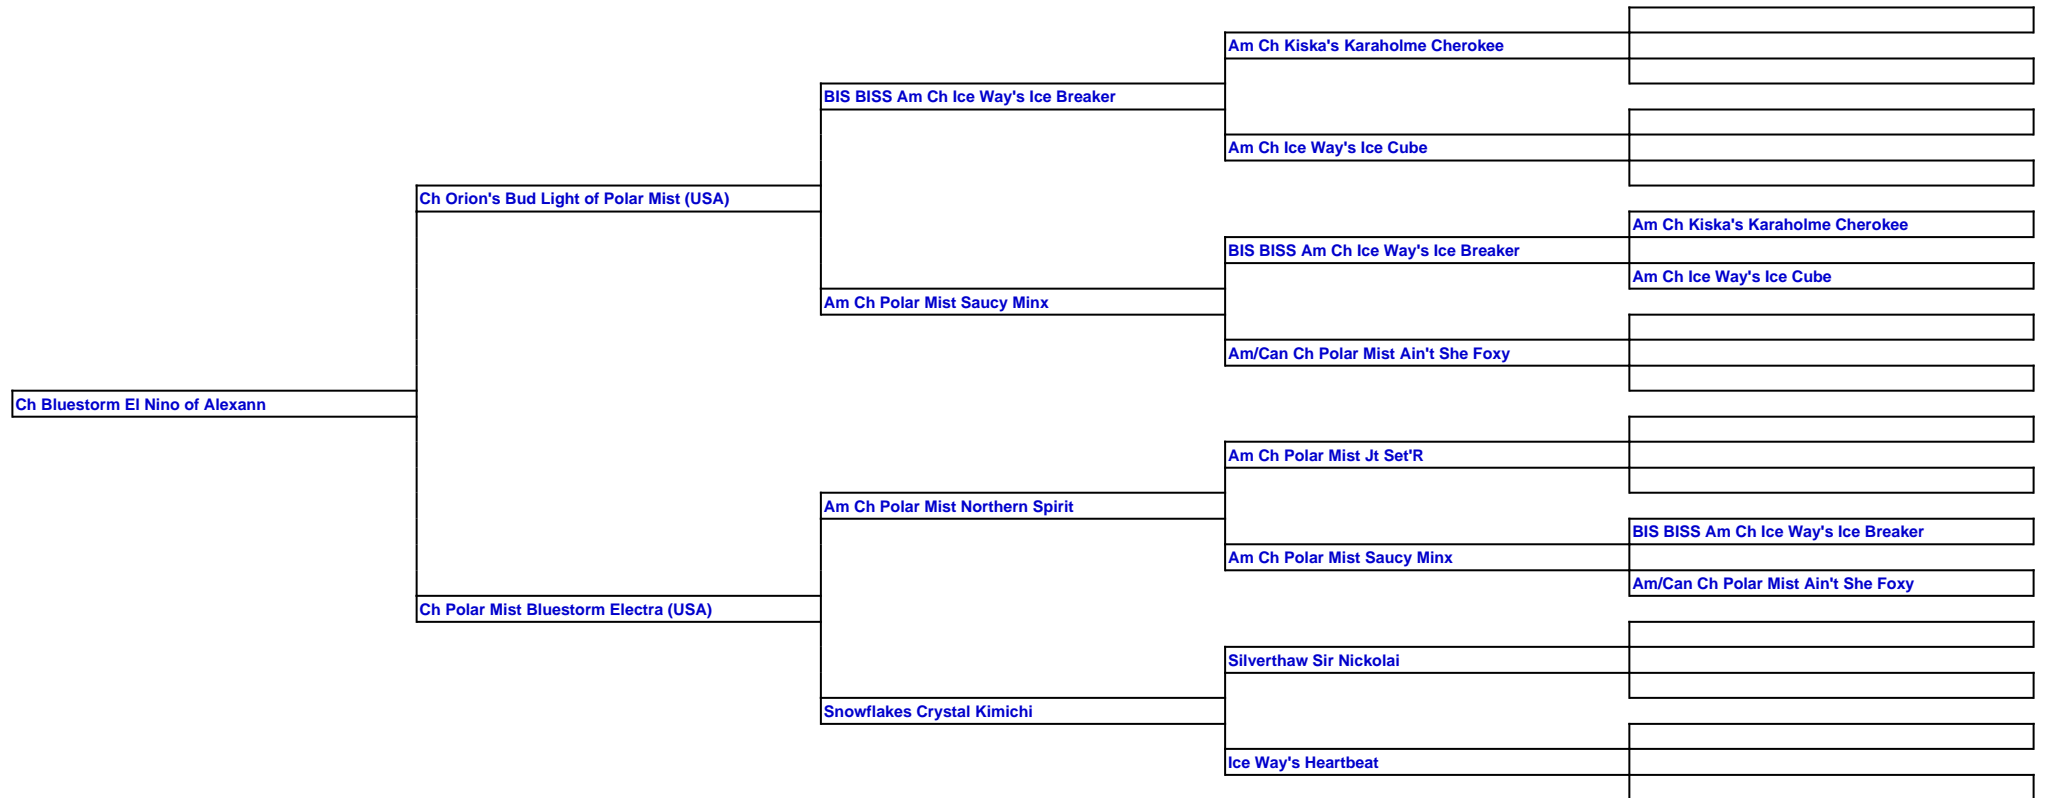 Am Ch Kiska's Karaholme Cherokee
BIS BISS Am Ch Ice Way's Ice Breaker
Am Ch Ice Way's Ice Cube
Ch Orion's Bud Light of Polar Mist (USA)
Am Ch Kiska's Karaholme Cherokee
BIS BISS Am Ch Ice Way's Ice Breaker
Am Ch Ice Way's Ice Cube
Am Ch Polar Mist Saucy Minx
Am/Can Ch Polar Mist Ain't She Foxy
Ch Bluestorm El Nino of Alexann
Am Ch Polar Mist Jt Set'R
Am Ch Polar Mist Northern Spirit
BIS BISS Am Ch Ice Way's Ice Breaker
Am Ch Polar Mist Saucy Minx
Am/Can Ch Polar Mist Ain't She Foxy
Ch Polar Mist Bluestorm Electra (USA)
Silverthaw Sir Nickolai
Snowflakes Crystal Kimichi
Ice Way's Heartbeat